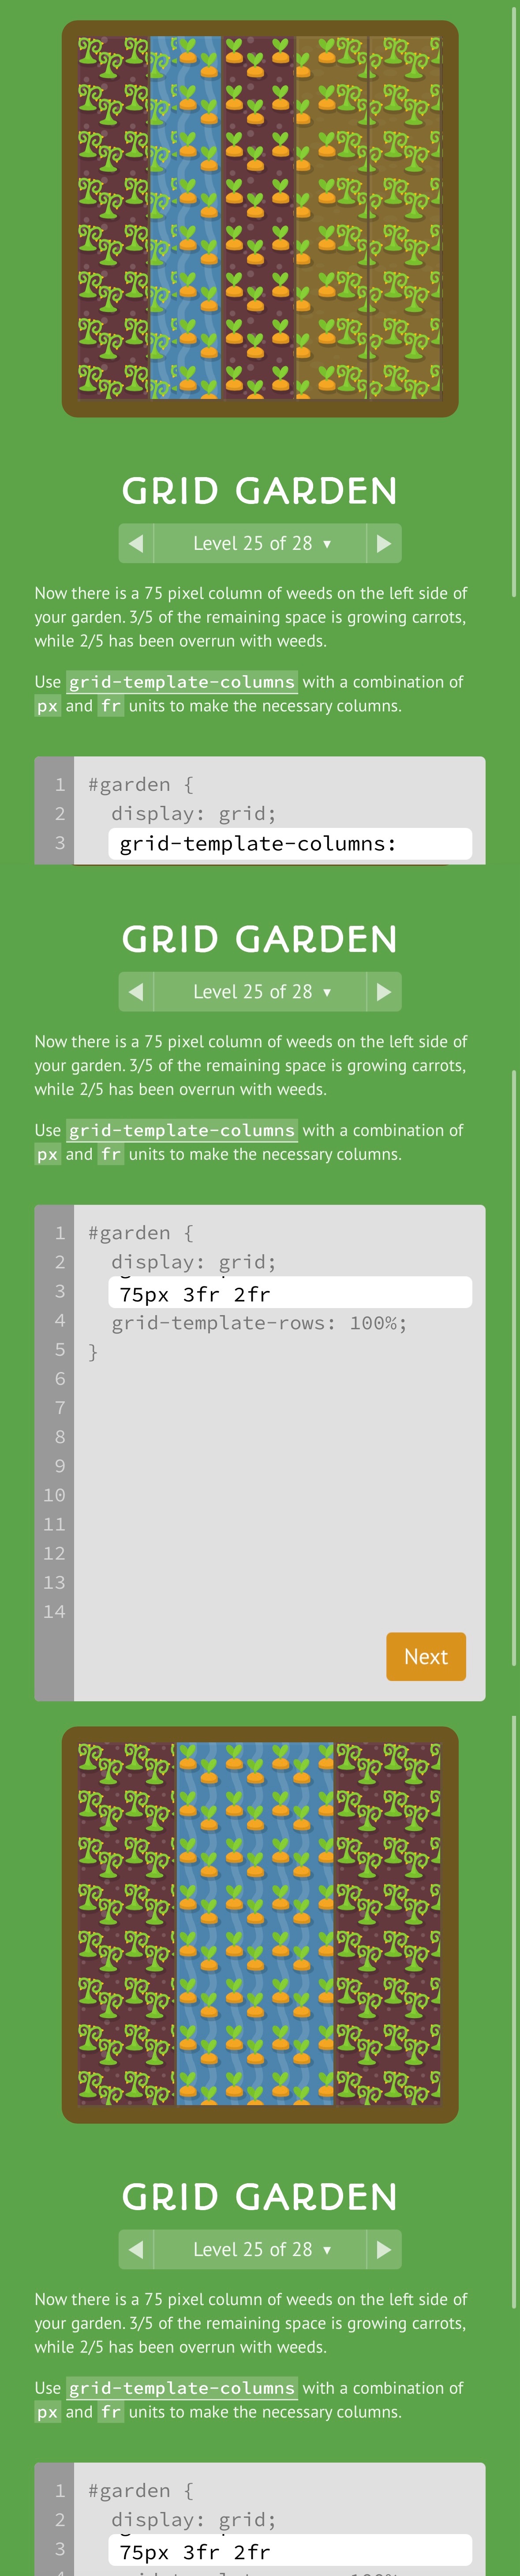 GRID GARDEN
◀ Level 25 of 28 ▼ ▶
Now there is a 75 pixel column of weeds on the left side of
your garden. 3/5 of the remaining space is growing carrots,
while 2/5 has been overrun with weeds.
Use grid-template-columns with a combination of
px and fr units to make the necessary columns.
1 #garden {
2 display: grid;
3 grid-template-columns:
GRID GARDEN
◀ Level 25 of 28 ▼ ▶
Now there is a 75 pixel column of weeds on the left side of
your garden. 3/5 of the remaining space is growing carrots,
while 2/5 has been overrun with weeds.
Use grid-template-columns with a combination of
px and fr units to make the necessary columns.
1 #garden {
2 display: grid;
3 75px 3fr 2fr
4 grid-template-rows: 100%;
5 }
6
7
8
9
10
11
12
13
14
Next
GRID GARDEN
◀ Level 25 of 28 ▼ ▶
Now there is a 75 pixel column of weeds on the left side of
your garden. 3/5 of the remaining space is growing carrots,
while 2/5 has been overrun with weeds.
Use grid-template-columns with a combination of
px and fr units to make the necessary columns.
1 #garden {
2 display: grid;
3 75px 3fr 2fr